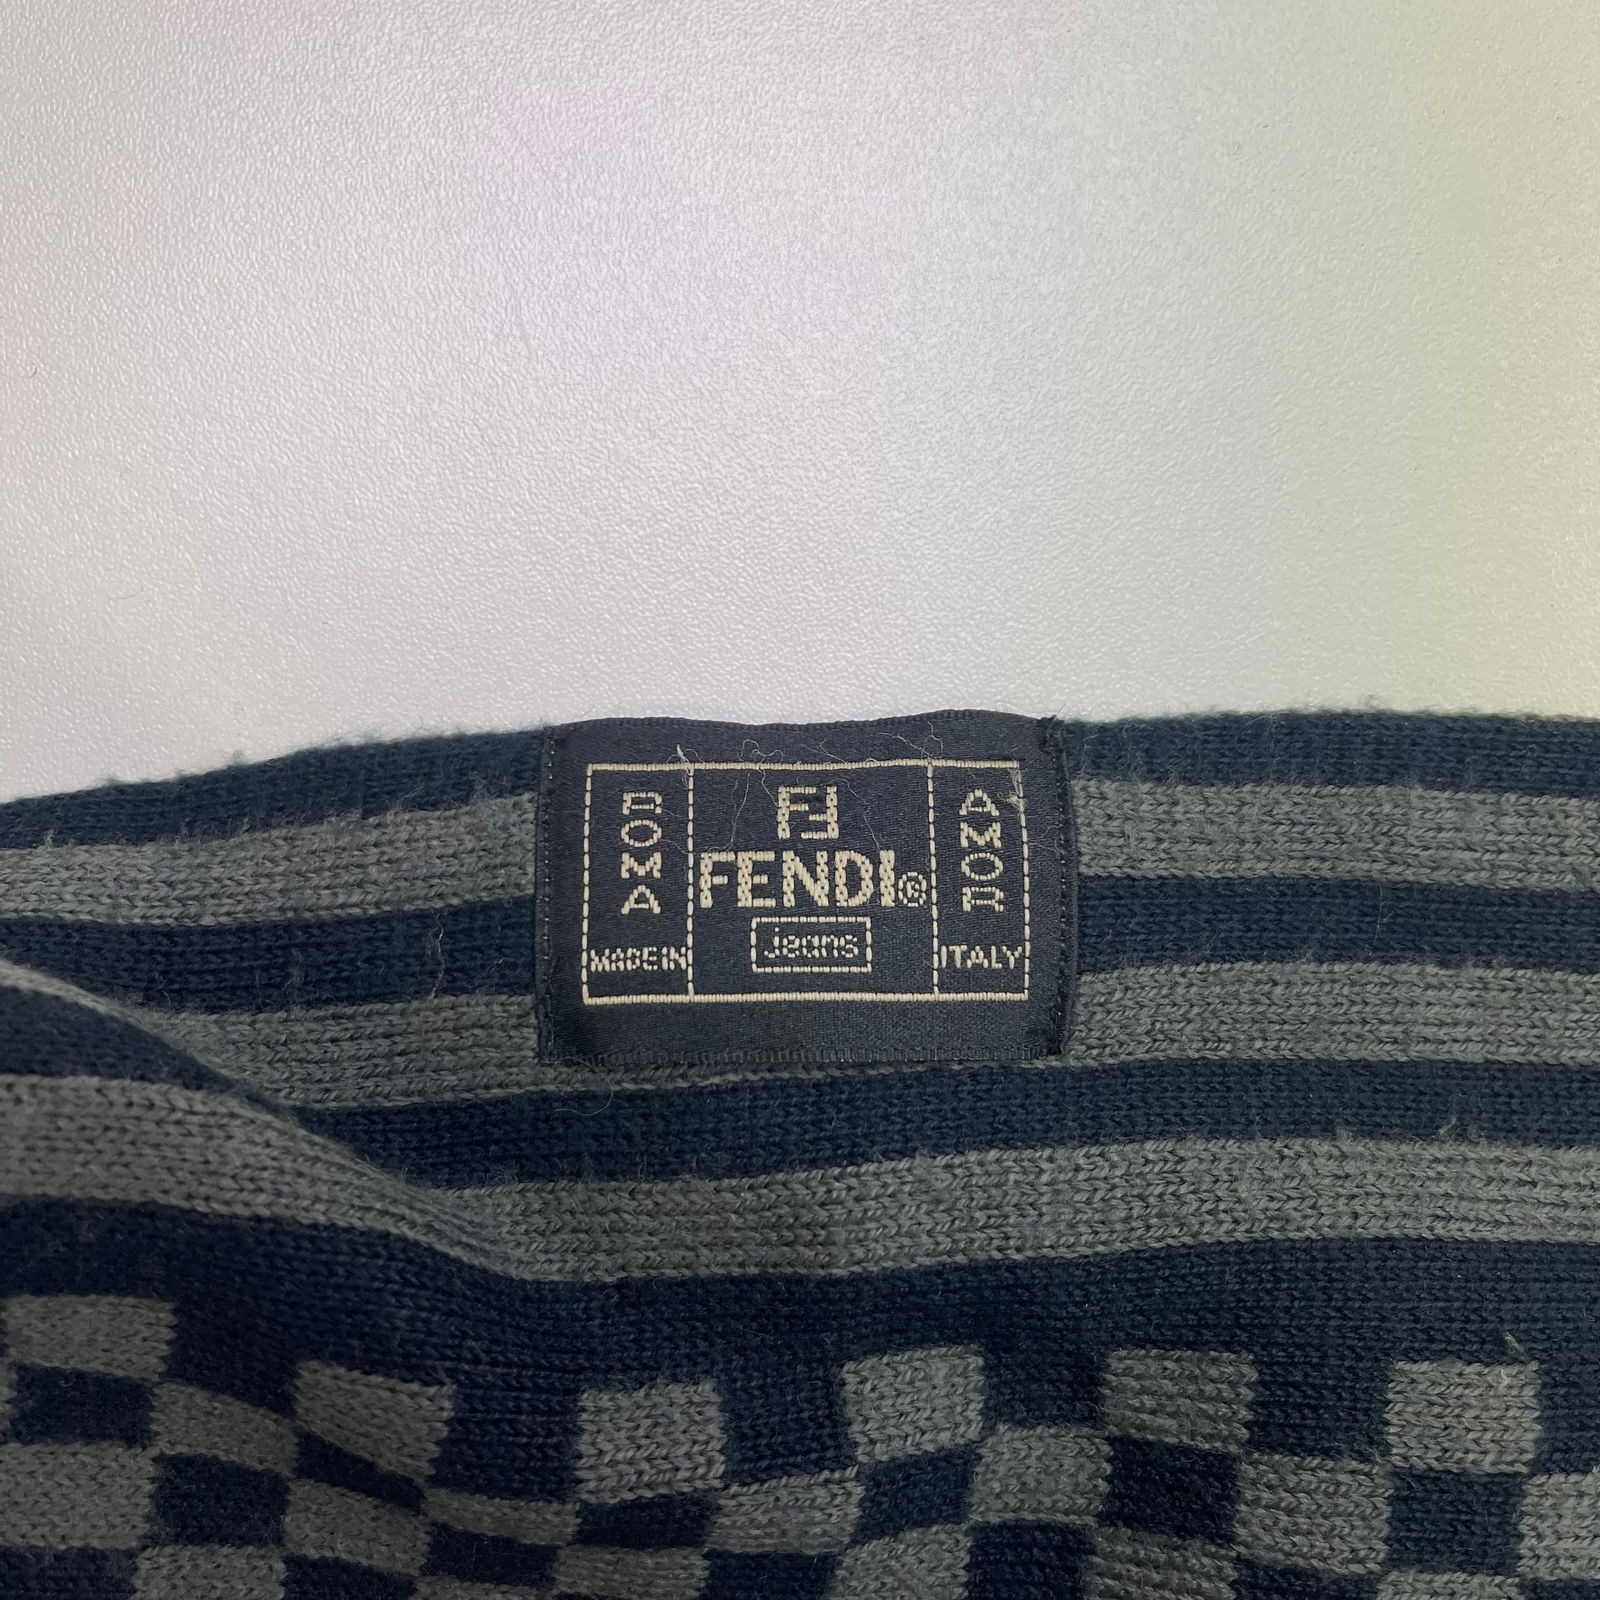 ROMA
MADE IN
FF
FENDI®
jeans
AMOR
ITALY